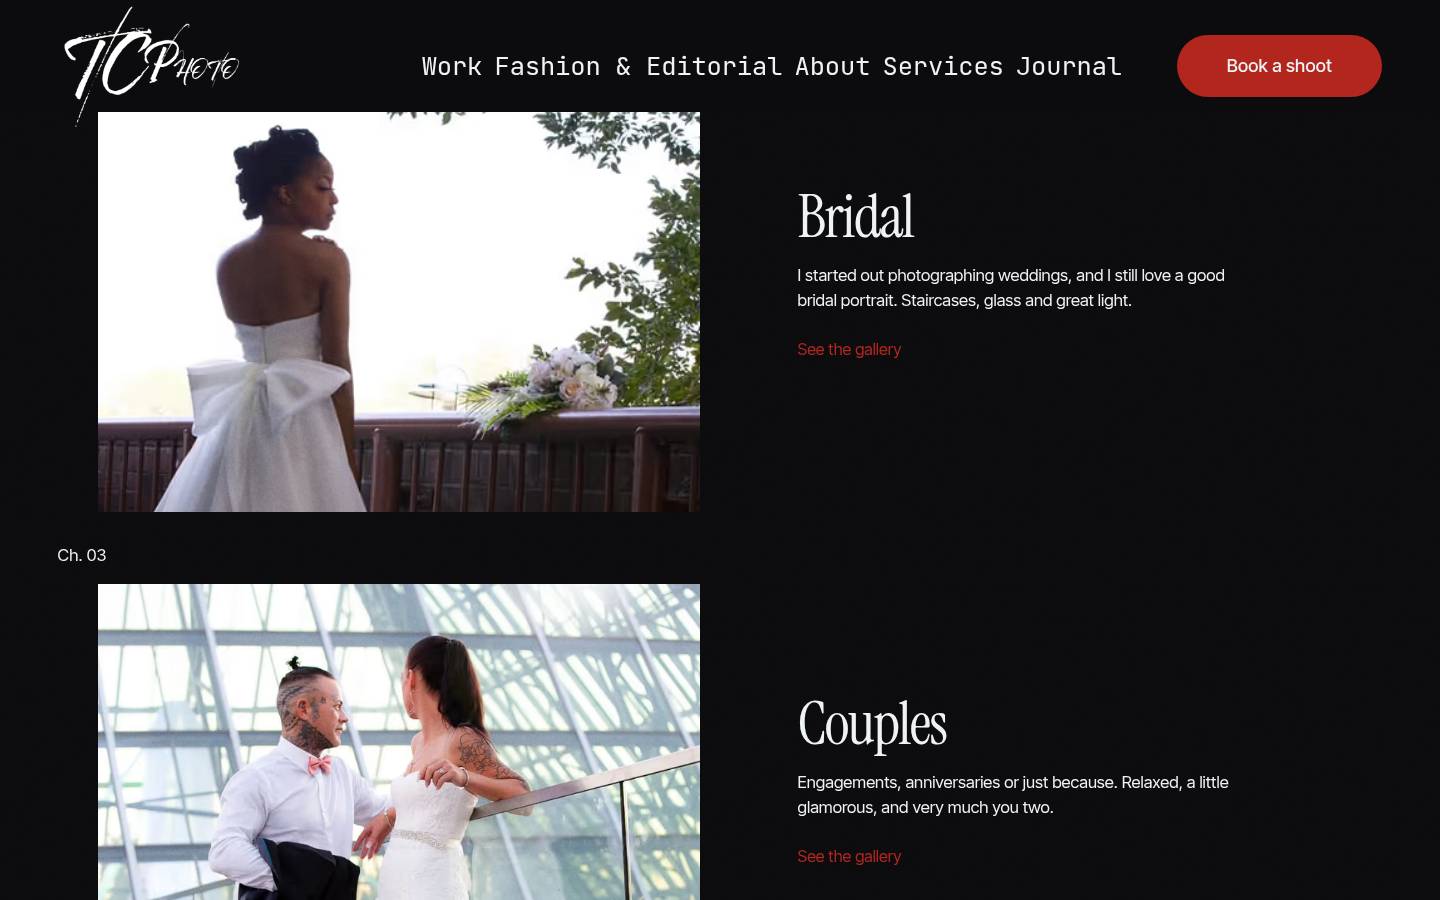 TCPHOTO
Work Fashion & Editorial About Services Journal
Book a shoot
Bridal
I started out photographing weddings, and I still love a good
bridal portrait. Staircases, glass and great light.
See the gallery
Ch. 03
Couples
Engagements, anniversaries or just because. Relaxed, a little
glamorous, and very much you two.
See the gallery